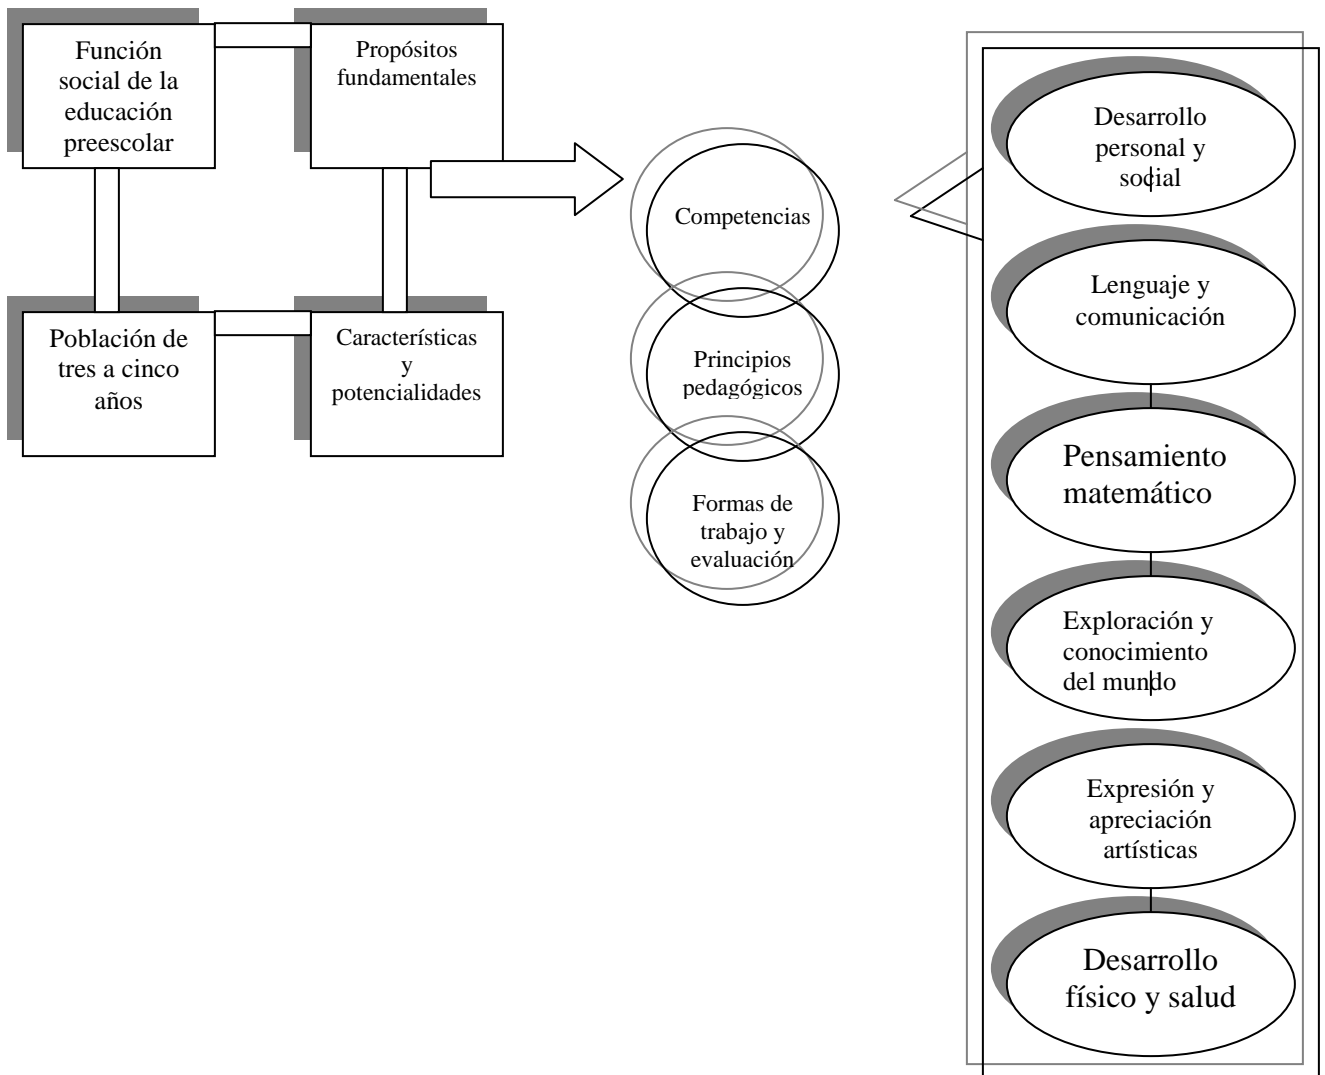 Función
social de la
educación
preescolar
Propósitos
fundamentales
Población de
tres a cinco
años
Características
y
potencialidades
Competencias
Principios
pedagógicos
Formas de
trabajo y
evaluación
Desarrollo
personal y
social
Lenguaje y
comunicación
Pensamiento
matemático
Exploración y
conocimiento
del mundo
Expresión y
apreciación
artísticas
Desarrollo
físico y salud